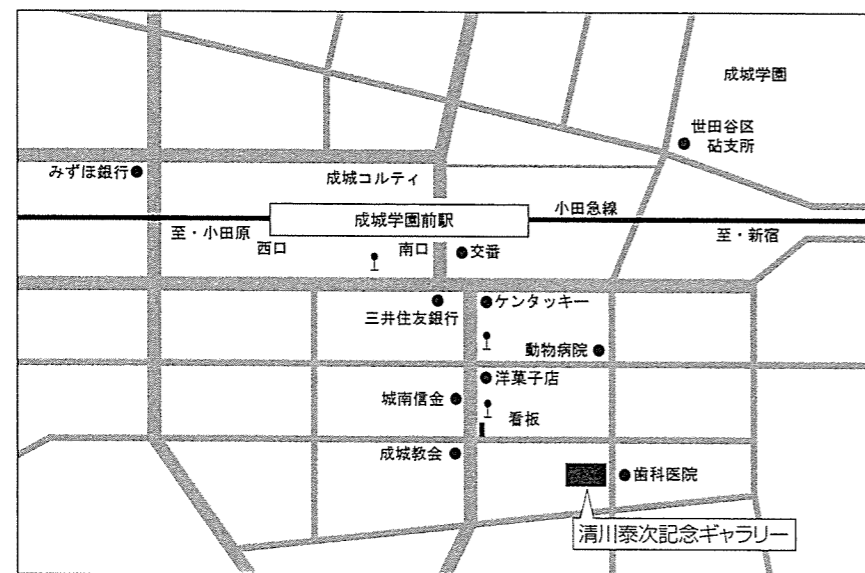 成城学園
世田谷区
砧支所
みずほ銀行
成城コルティ
成城学園前駅
小田急線
至・小田原
至・新宿
西口
南口
交番
三井住友銀行
ケンタッキー
動物病院
洋菓子店
城南信金
看板
成城教会
歯科医院
清川泰次記念ギャラリー